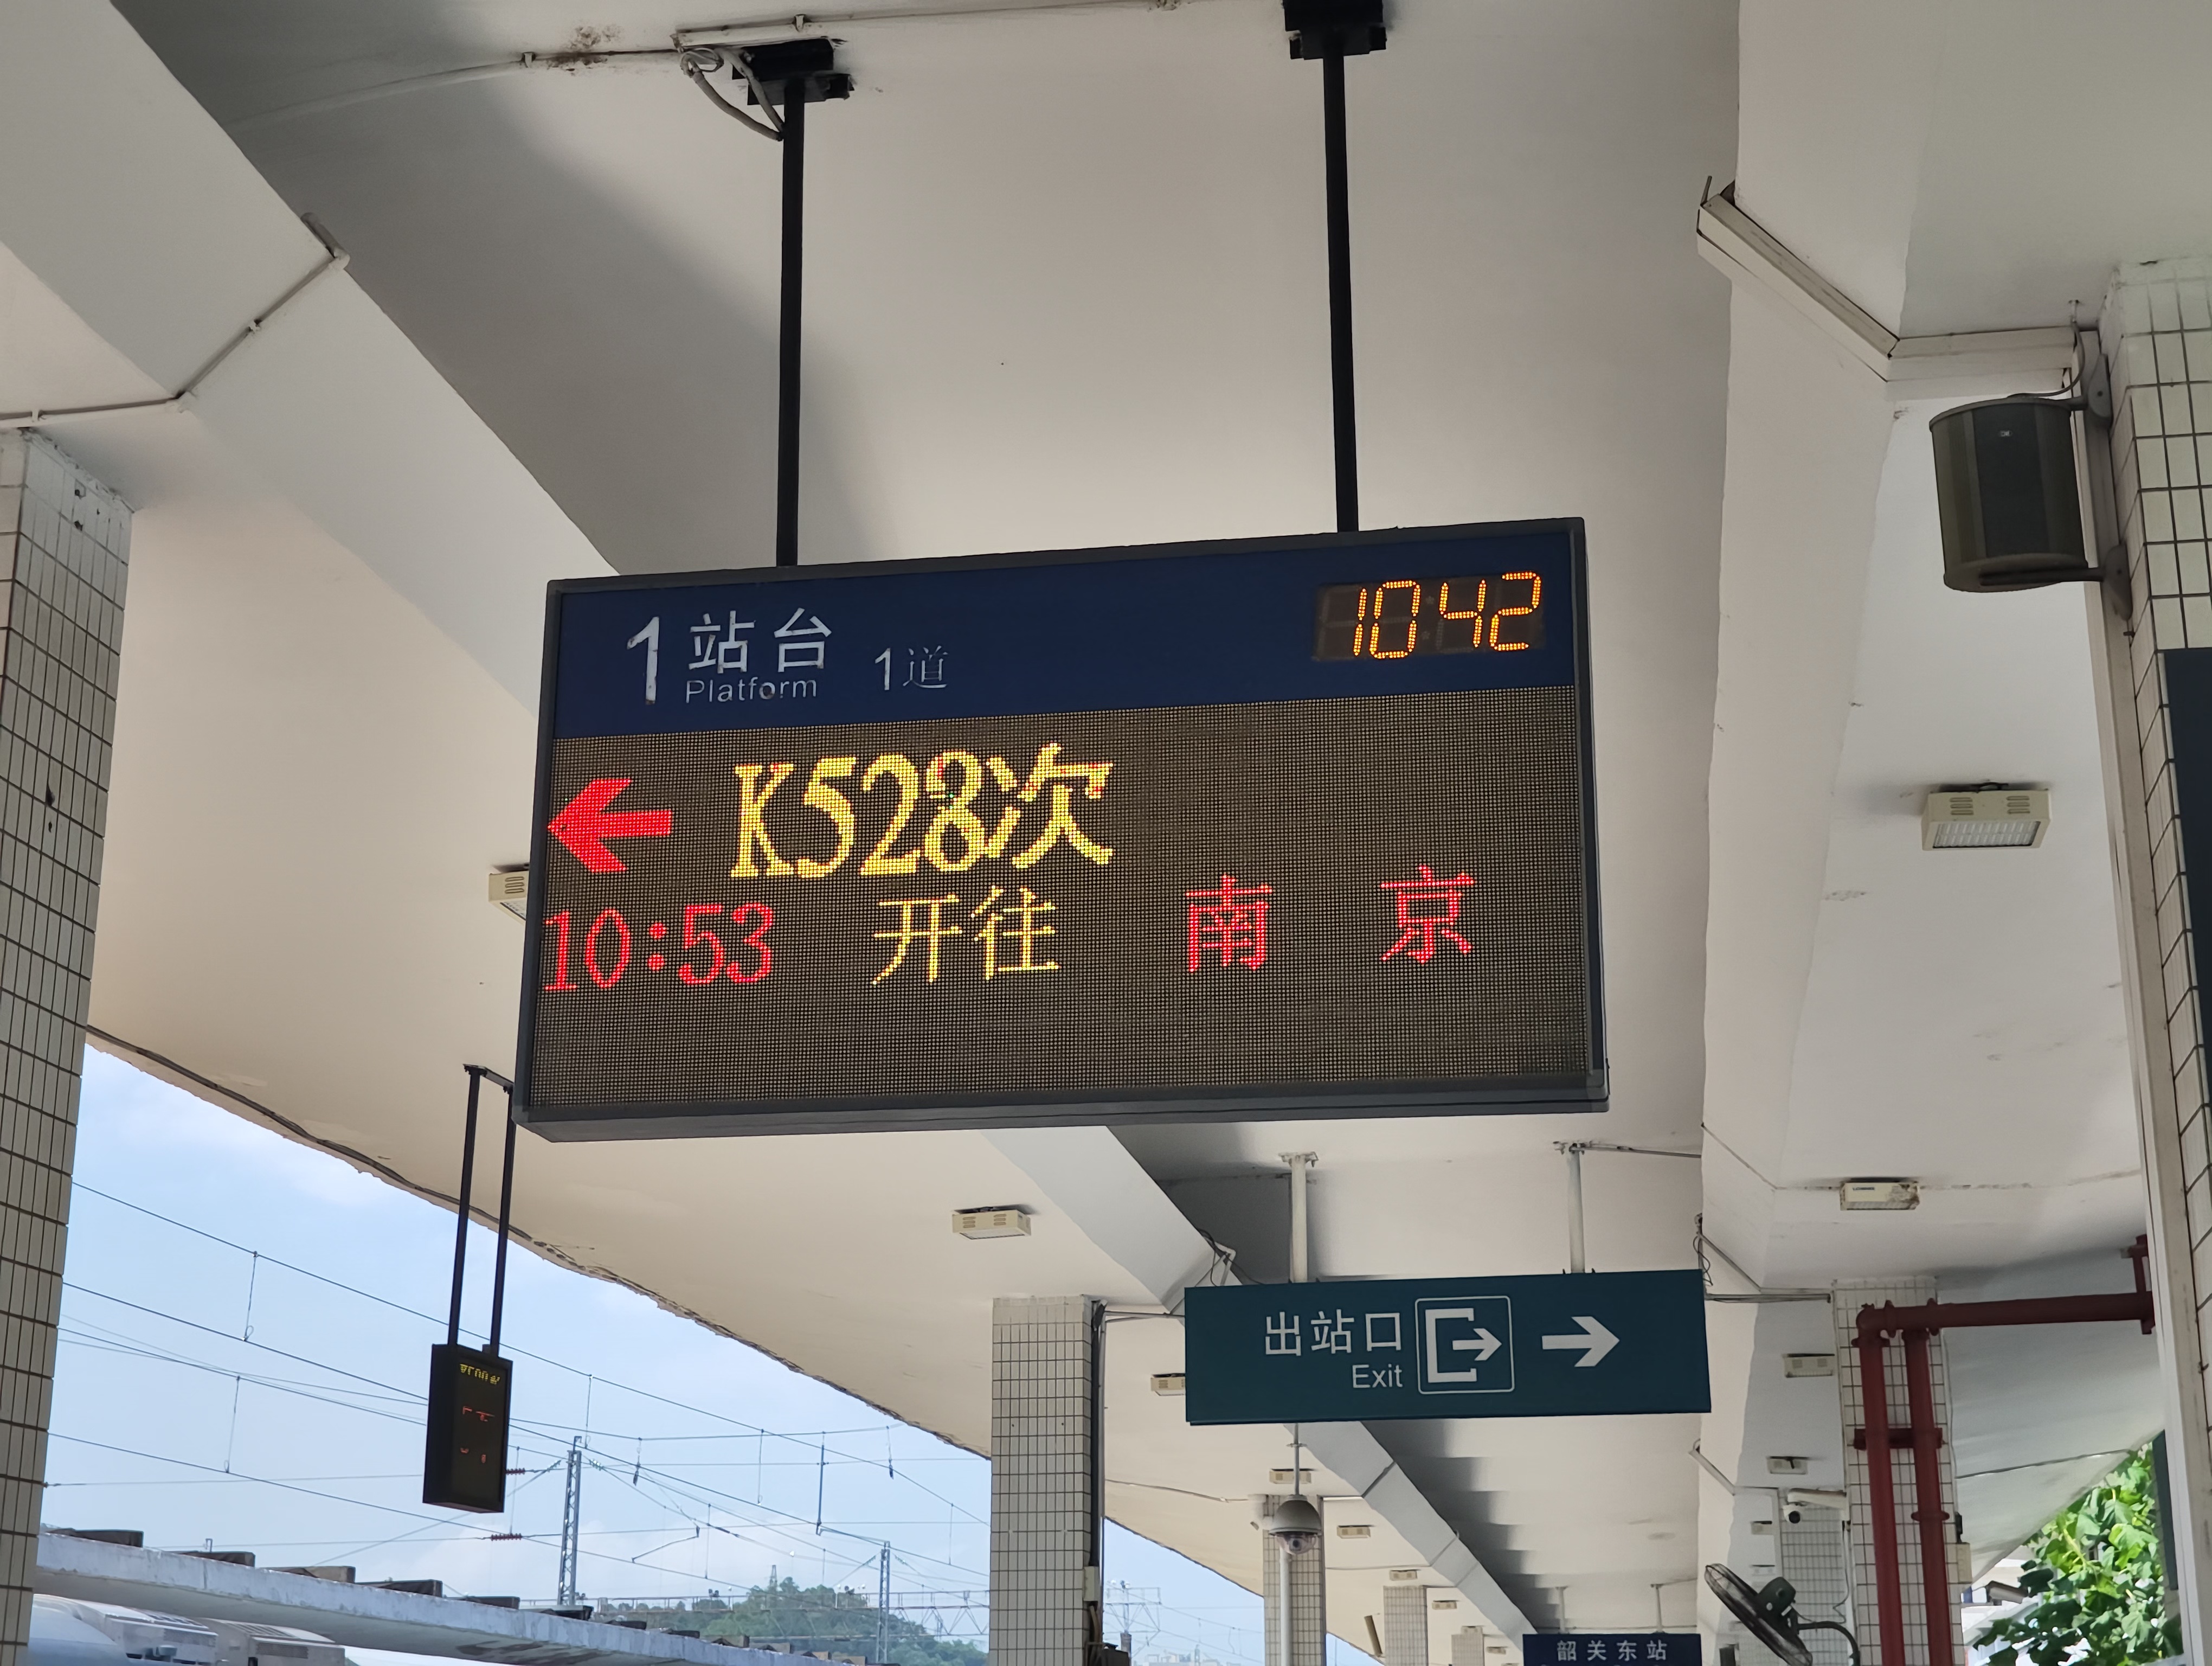 1 站台 1道 10:42
Platform
K528次
10:53 开往 南京
出站口
Exit
韶关东站